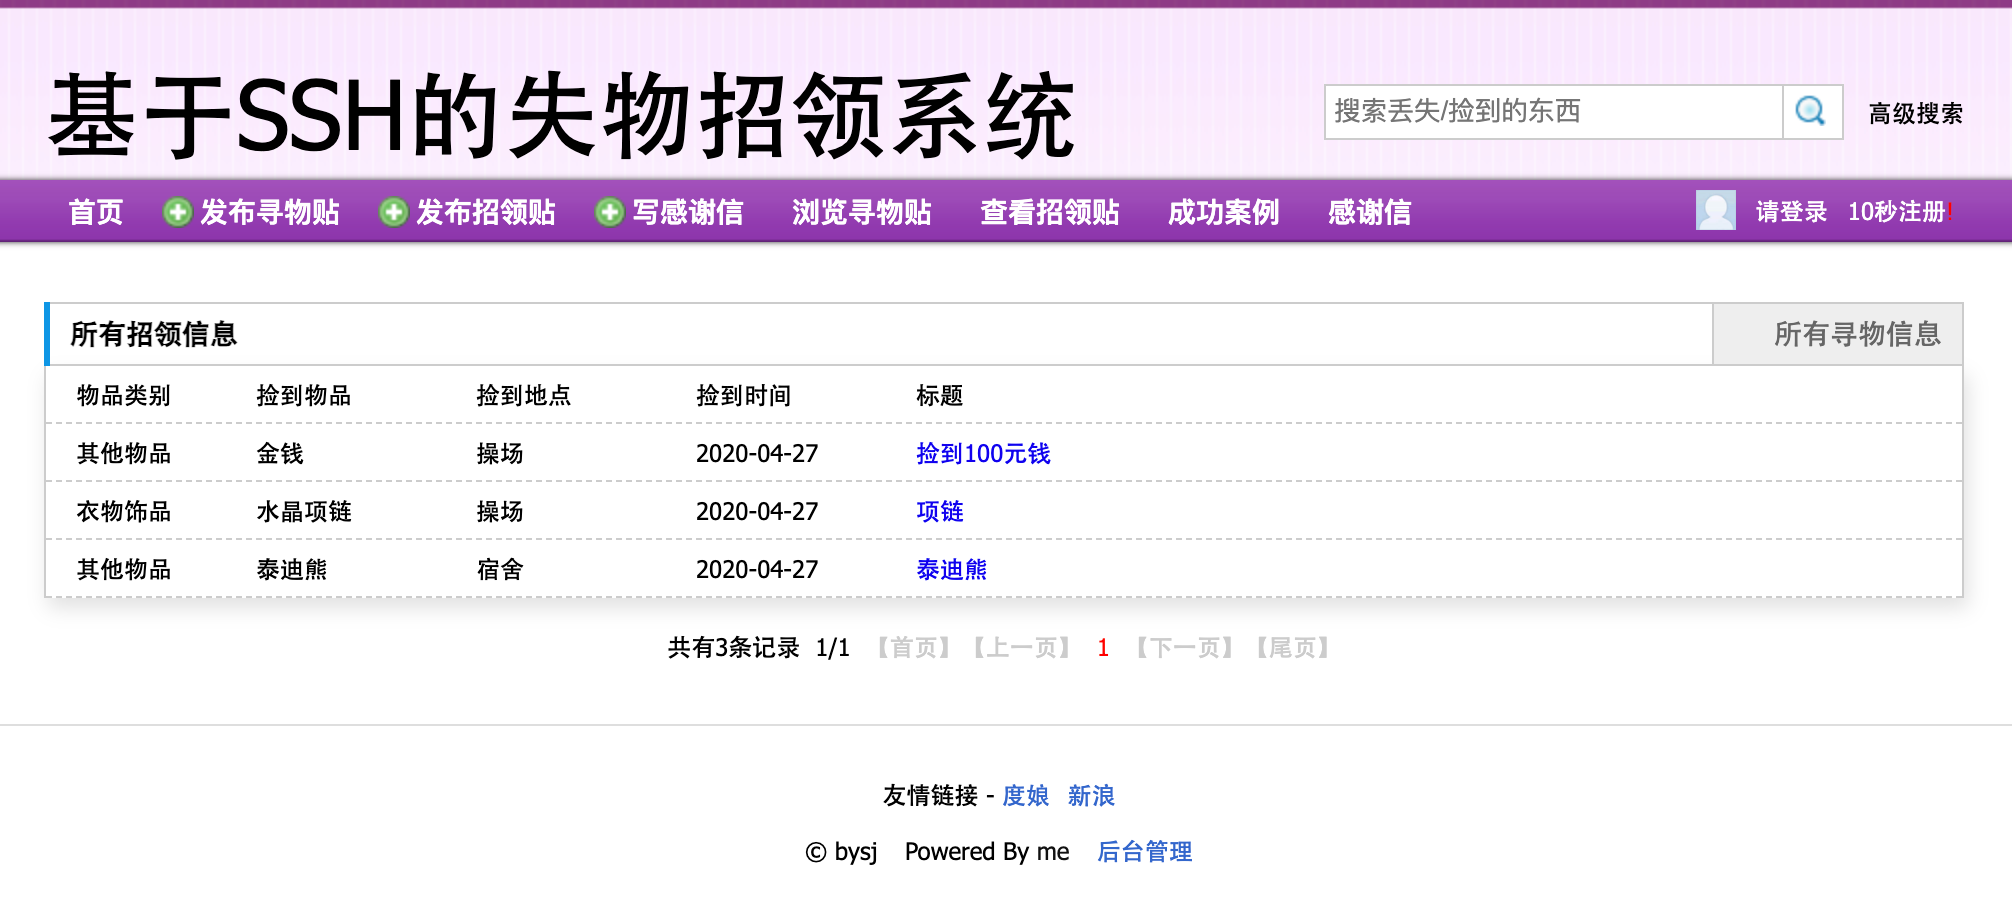 基于SSH的失物招领系统
搜索丢失/捡到的东西 高级搜索
首页 发布寻物贴 发布招领贴 写感谢信 浏览寻物贴 查看招领贴 成功案例 感谢信 请登录 10秒注册!
所有招领信息 所有寻物信息
物品类别 捡到物品 捡到地点 捡到时间 标题
其他物品 金钱 操场 2020-04-27 捡到100元钱
衣物饰品 水晶项链 操场 2020-04-27 项链
其他物品 泰迪熊 宿舍 2020-04-27 泰迪熊
共有3条记录 1/1 【首页】【上一页】 1 【下一页】【尾页】
友情链接 - 度娘 新浪
© bysj Powered By me 后台管理